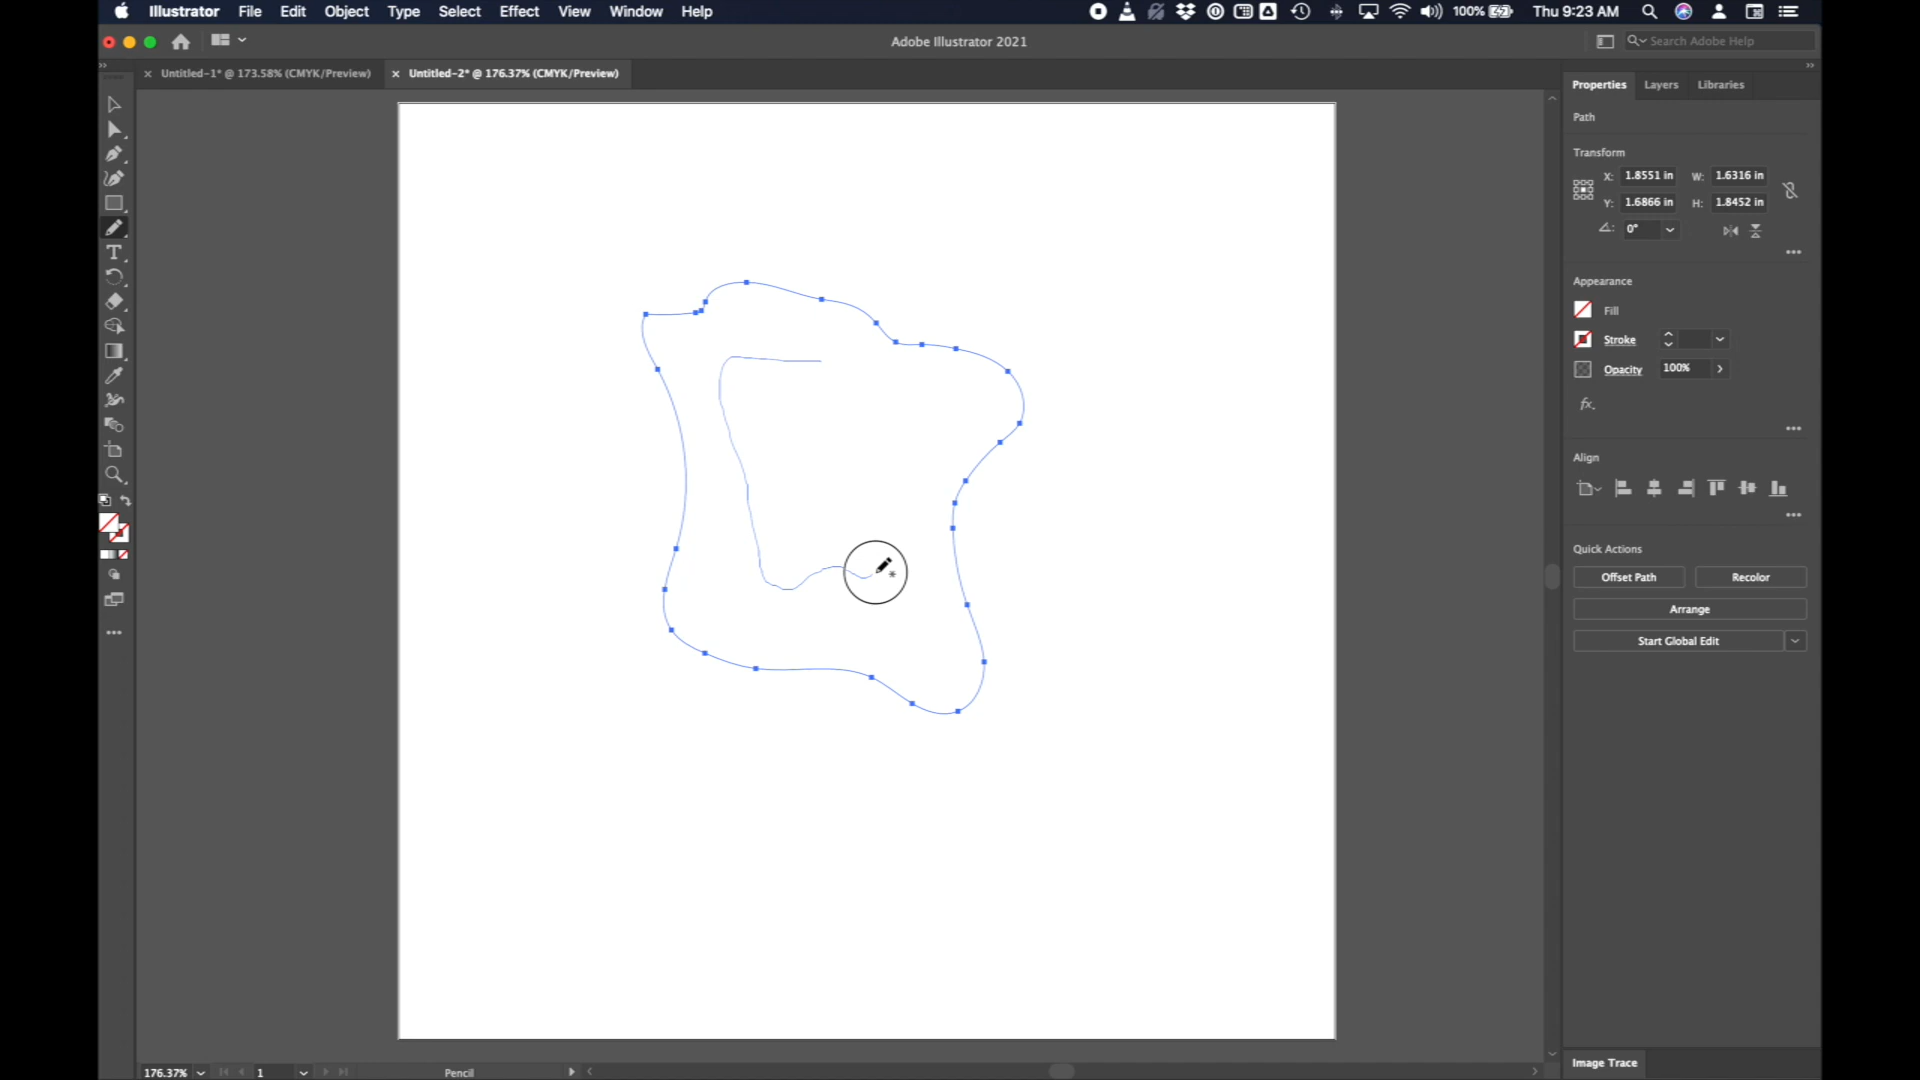 Illustrator File Edit Object Type Select Effect View Window Help 100% Thu 9:23 AM
Adobe Illustrator 2021 Search Adobe Help
Untitled-1* @ 173.58% (CMYK/Preview) Untitled-2* @ 176.37% (CMYK/Preview)
Properties Layers Libraries
Path
Transform
X: 1.8551 in W: 1.6316 in
Y: 1.6866 in H: 1.8452 in
0°
Appearance
Fill
Stroke
Opacity 100%
fx.
Align
Quick Actions
Offset Path Recolor
Arrange
Start Global Edit
Image Trace
176.37% 1 Pencil